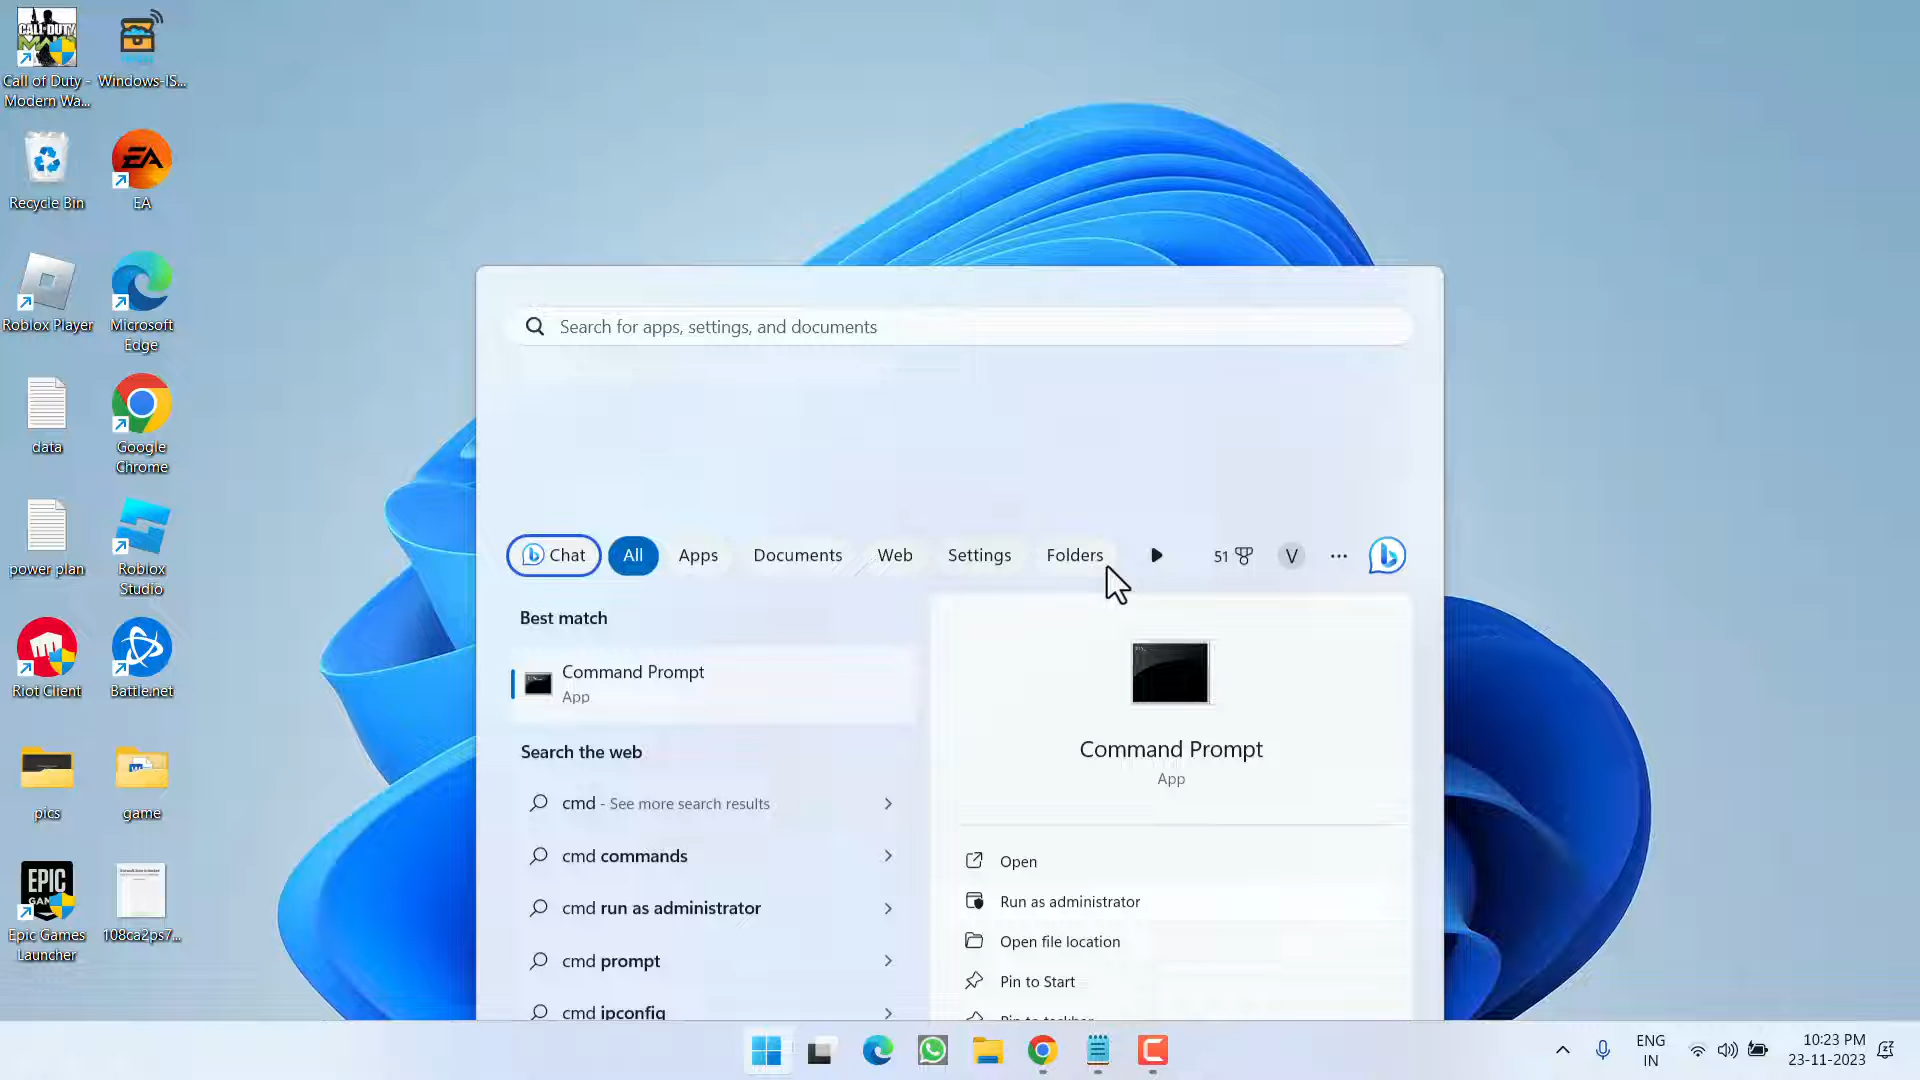 Call of Duty -
Modern Wa...
Windows-IS...
Recycle Bin
EA
Roblox Player
Microsoft
Edge
data
Google
Chrome
power plan
Roblox
Studio
Riot Client
Battle.net
pics
game
EPIC
Epic Games
Launcher
108ca2ps7...
Search for apps, settings, and documents
Chat
All
Apps
Documents
Web
Settings
Folders
51
V
Best match
Command Prompt
App
Search the web
cmd - See more search results
cmd commands
cmd run as administrator
cmd prompt
cmd ipconfig
Command Prompt
App
Open
Run as administrator
Open file location
Pin to Start
Pin to taskbar
ENG
IN
10:23 PM
23-11-2023